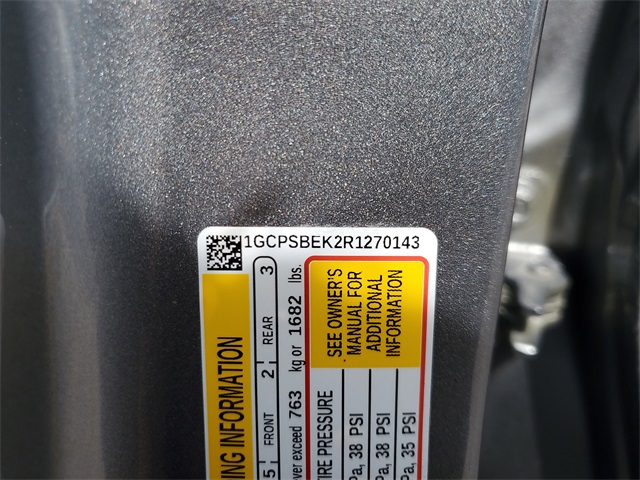 1GCPSBEK2R1270143
ING INFORMATION
5 FRONT 2 REAR 3
ver exceed 763 kg or 1682 lbs.
SEE OWNER'S
MANUAL FOR
ADDITIONAL
INFORMATION
IRE PRESSURE
Pa, 38 PSI
Pa, 38 PSI
Pa, 35 PSI